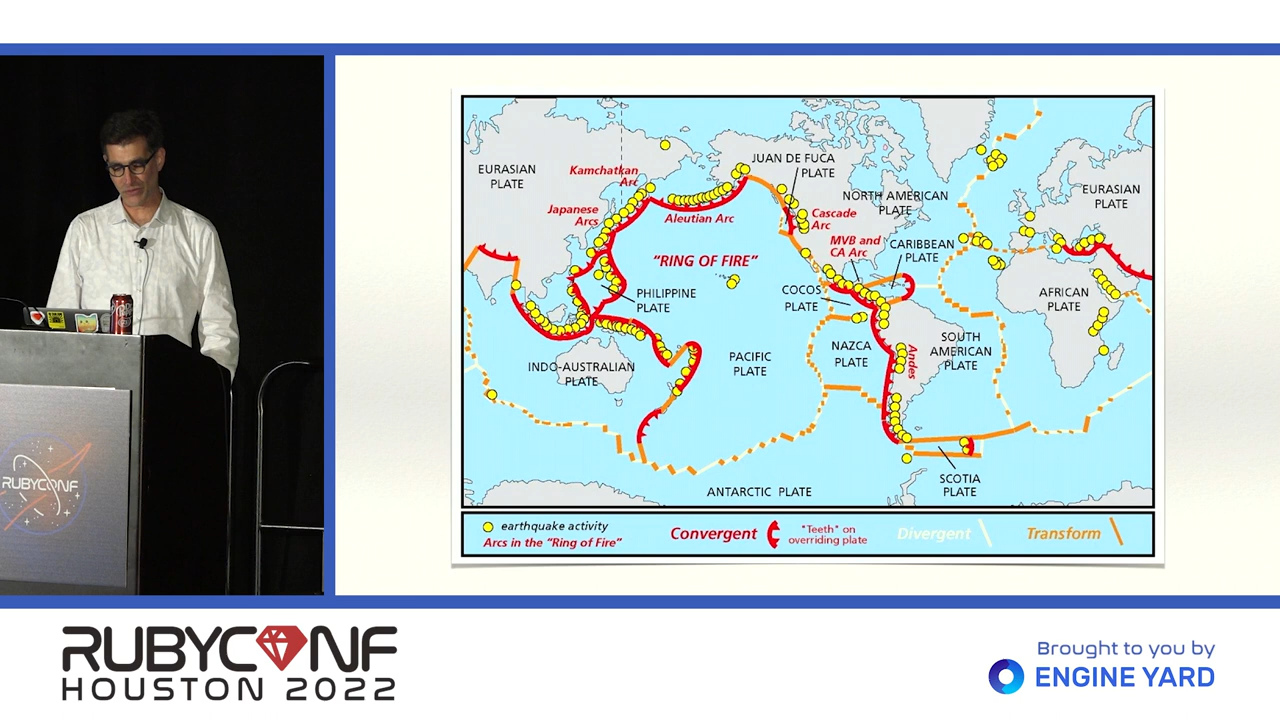 EURASIAN
PLATE
Kamchatkan
Arc
Japanese
Arcs
Aleutian Arc
JUAN DE FUCA
PLATE
NORTH AMERICAN
PLATE
Cascade
Arc
MVB and
CA Arc
CARIBBEAN
PLATE
EURASIAN
PLATE
"RING OF FIRE"
PHILIPPINE
PLATE
COCOS
PLATE
AFRICAN
PLATE
INDO-AUSTRALIAN
PLATE
PACIFIC
PLATE
NAZCA
PLATE
Andes
SOUTH
AMERICAN
PLATE
ANTARCTIC PLATE
SCOTIA
PLATE
earthquake activity
Arcs in the "Ring of Fire"
Convergent
"Teeth" on
overriding plate
Divergent
Transform
RUBYCONF
RUBYCONF
HOUSTON 2022
Brought to you by
ENGINE YARD